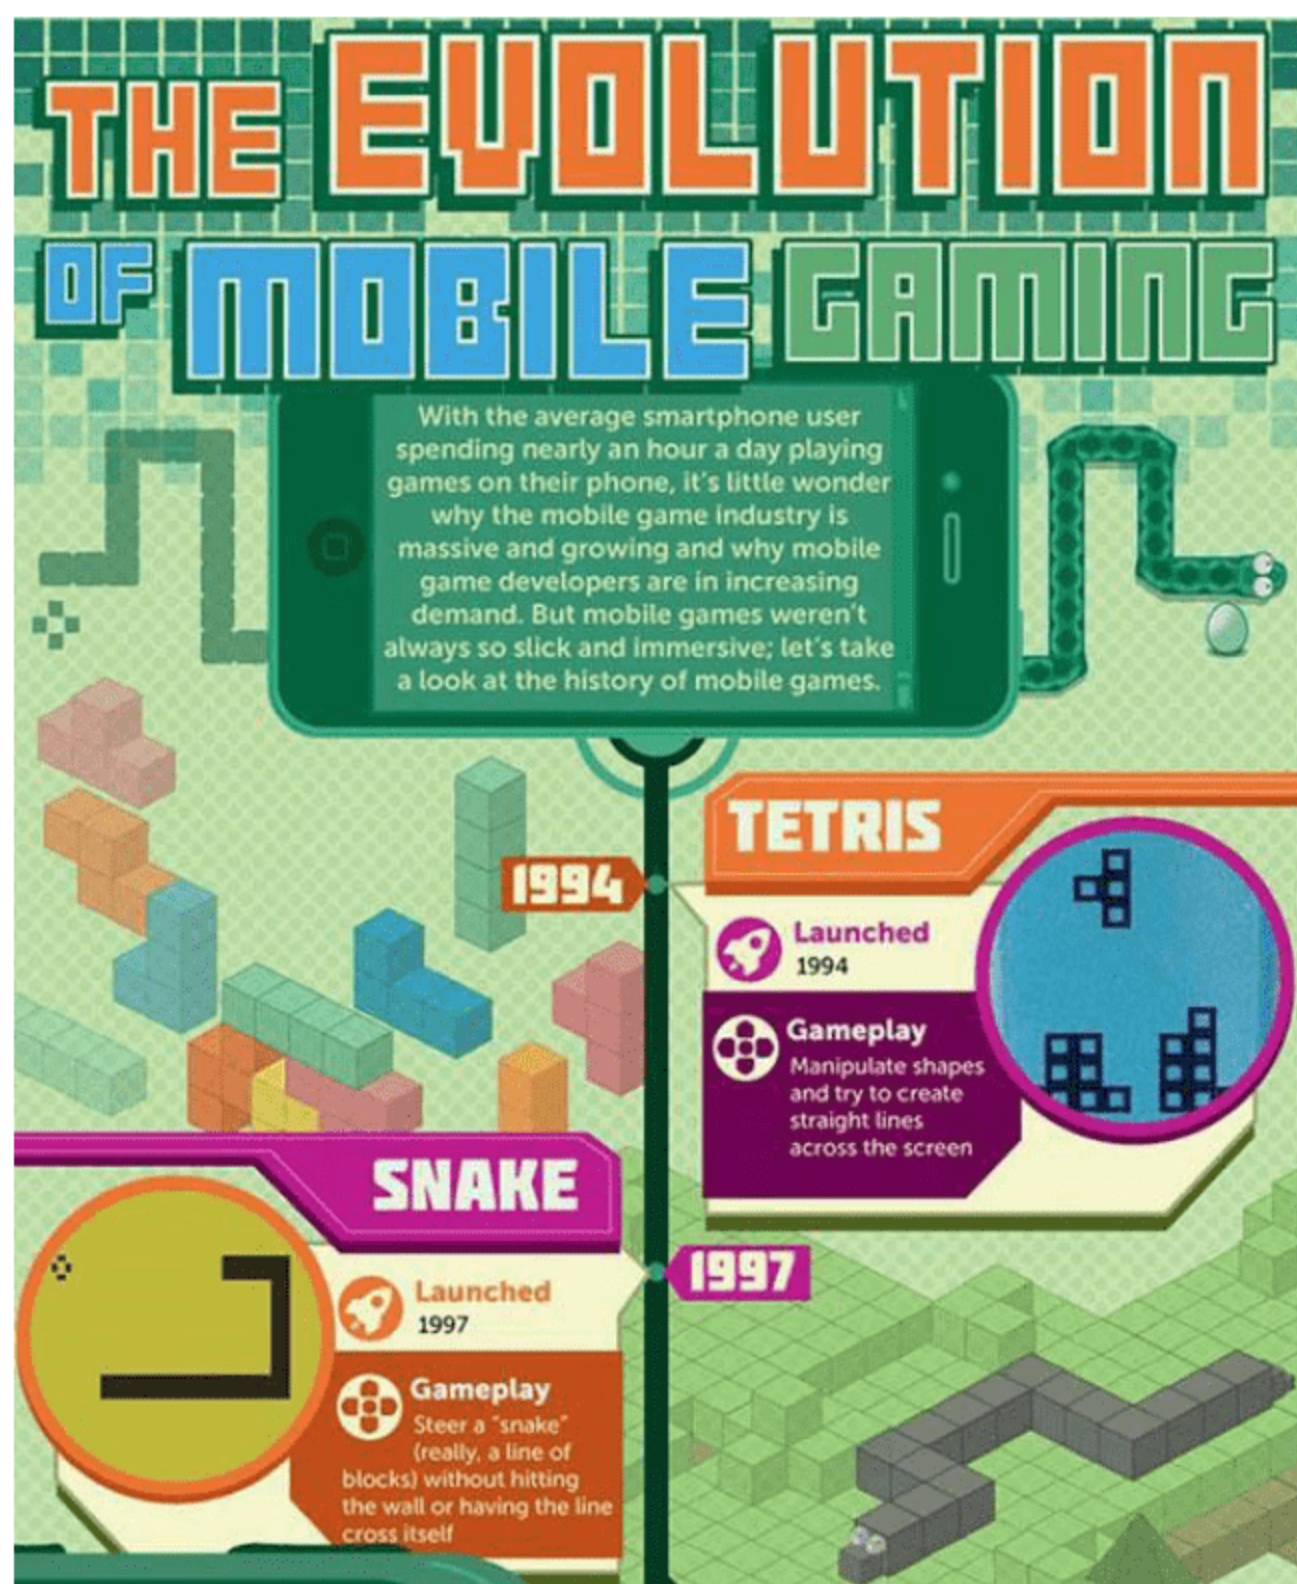 THE EVOLUTION
OF MOBILE GAMING
With the average smartphone user
spending nearly an hour a day playing
games on their phone, it's little wonder
why the mobile game industry is
massive and growing and why mobile
game developers are in increasing
demand. But mobile games weren't
always so slick and immersive; let's take
a look at the history of mobile games.
TETRIS
1994
Launched
1994
Gameplay
Manipulate shapes
and try to create
straight lines
across the screen
SNAKE
1997
Launched
1997
Gameplay
Steer a "snake"
(really, a line of
blocks) without hitting
the wall or having the line
cross itself